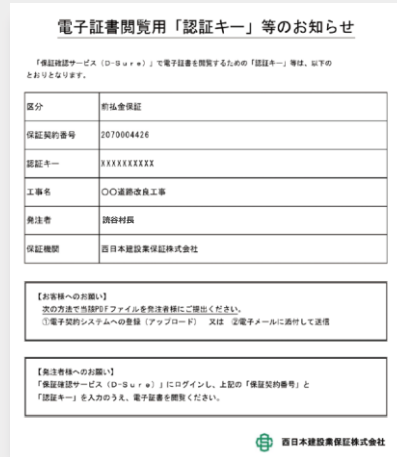 電子証書閲覧用「認証キー」等のお知らせ
「保証確認サービス（D-Sure）」で電子証書を閲覧するための「認証キー」等は、以下の
とおりとなります。
区分 前払金保証
保証契約番号 2070004426
認証キー XXXXXXXXXX
工事名 〇〇道路改良工事
発注者 読谷村長
保証機関 西日本建設業保証株式会社
【お客様へのお願い】
次の方法で当該PDFファイルを発注者様にご提出ください。
①電子契約システムへの登録（アップロード） 又は ②電子メールに添付して送信
【発注者様へのお願い】
「保証確認サービス（D-Sure）」にログインし、上記の「保証契約番号」と
「認証キー」を入力のうえ、電子証書を閲覧ください。
西日本建設業保証株式会社